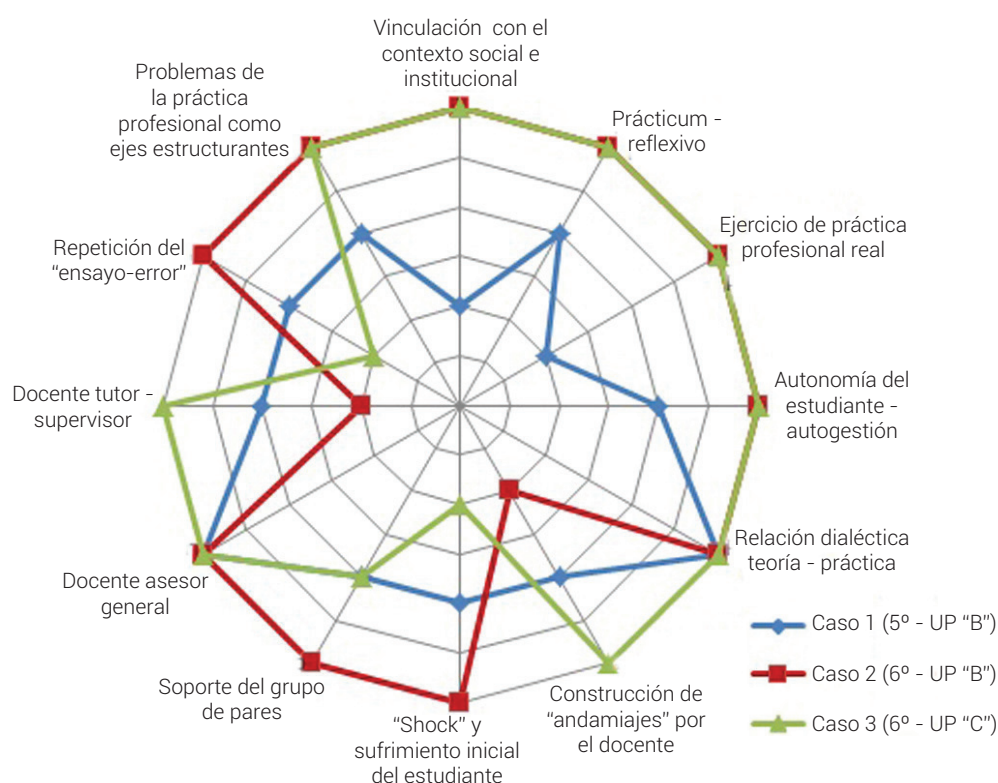 Vinculación con el
contexto social e
institucional
Prácticum -
reflexivo
Ejercicio de práctica
profesional real
Autonomía del
estudiante -
autogestión
Relación dialéctica
teoría - práctica
Construcción de
“andamiajes” por
el docente
“Shock” y
sufrimiento inicial
del estudiante
Soporte del grupo
de pares
Docente asesor
general
Docente tutor -
supervisor
Repetición del
“ensayo-error”
Problemas de
la práctica
profesional como
ejes estructurantes
Caso 1 (5º - UP “B”)
Caso 2 (6º - UP “B”)
Caso 3 (6º - UP “C”)